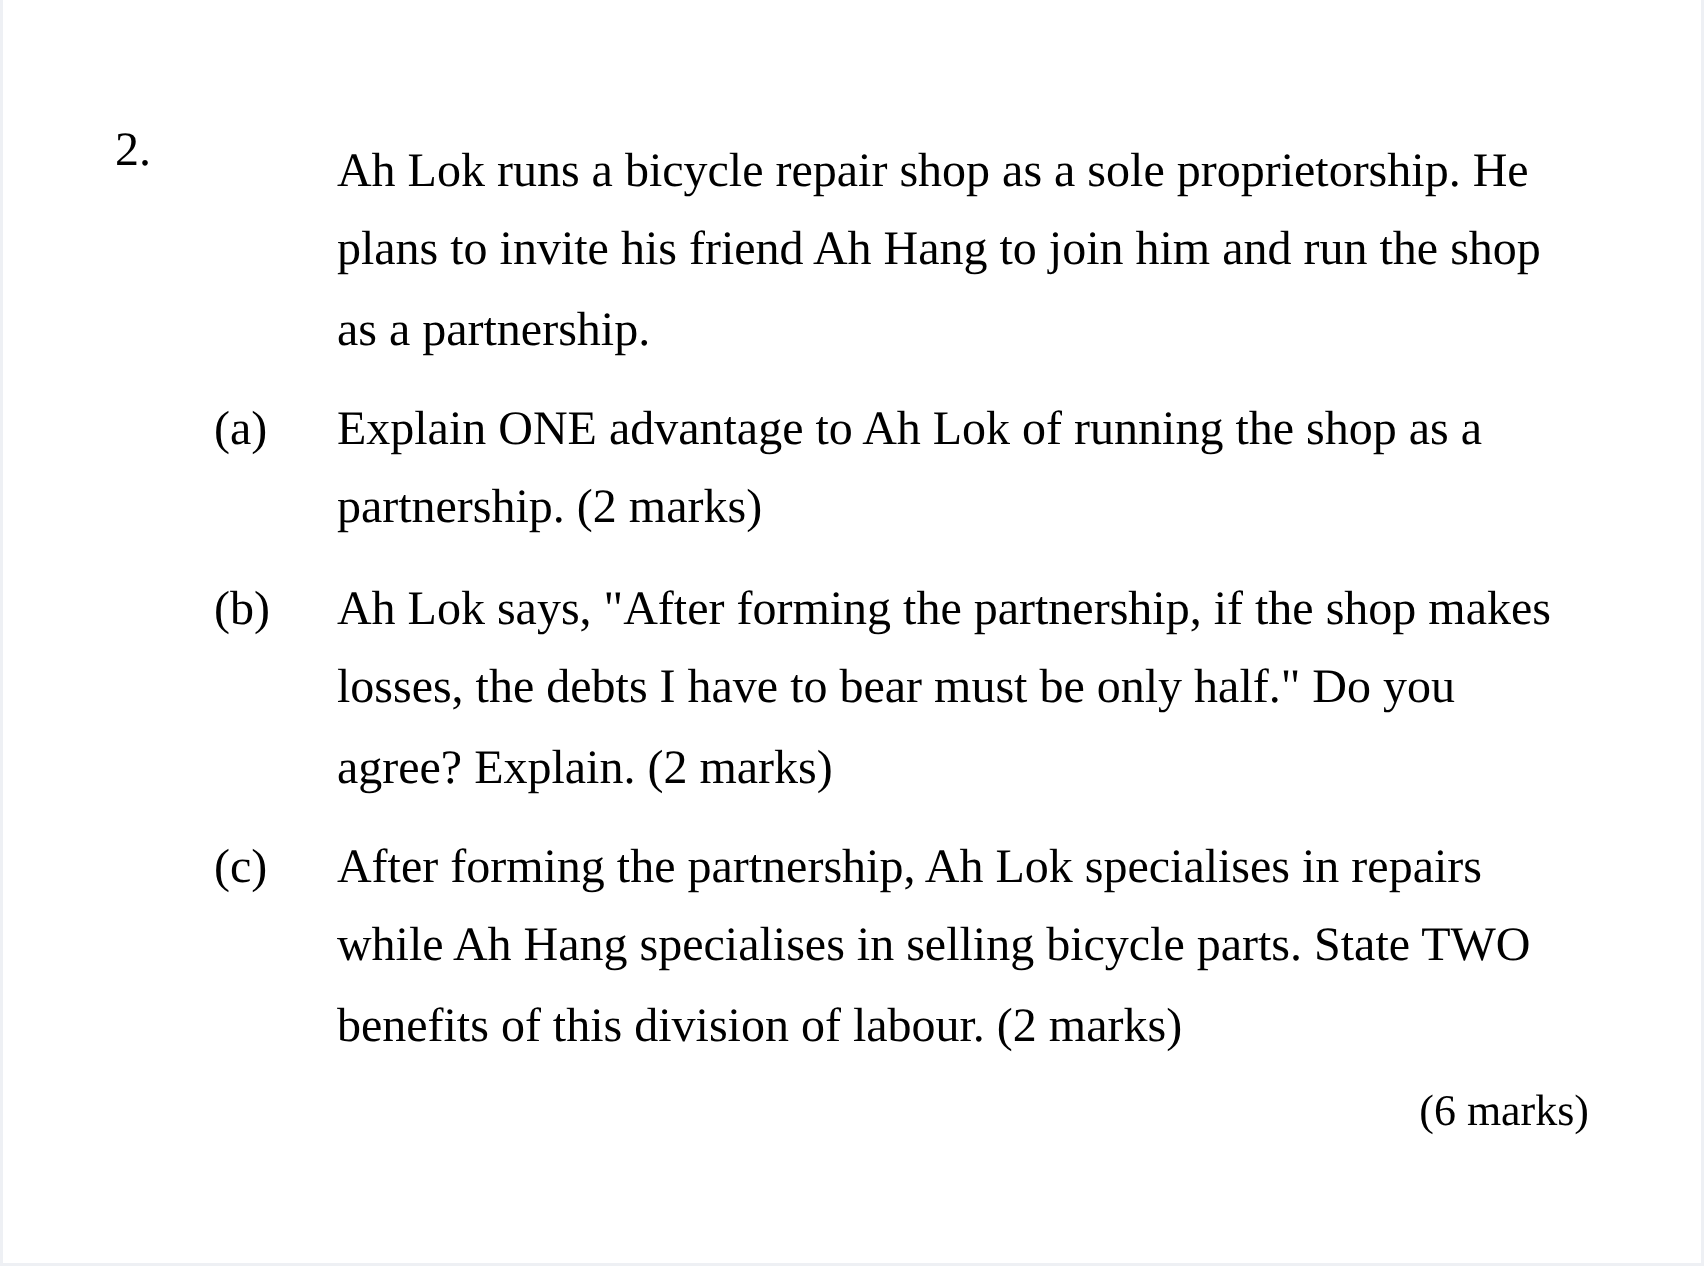 2.
Ah Lok runs a bicycle repair shop as a sole proprietorship. He
plans to invite his friend Ah Hang to join him and run the shop
as a partnership.
(a) Explain ONE advantage to Ah Lok of running the shop as a
partnership. (2 marks)
(b) Ah Lok says, "After forming the partnership, if the shop makes
losses, the debts I have to bear must be only half." Do you
agree? Explain. (2 marks)
(c) After forming the partnership, Ah Lok specialises in repairs
while Ah Hang specialises in selling bicycle parts. State TWO
benefits of this division of labour. (2 marks)
(6 marks)